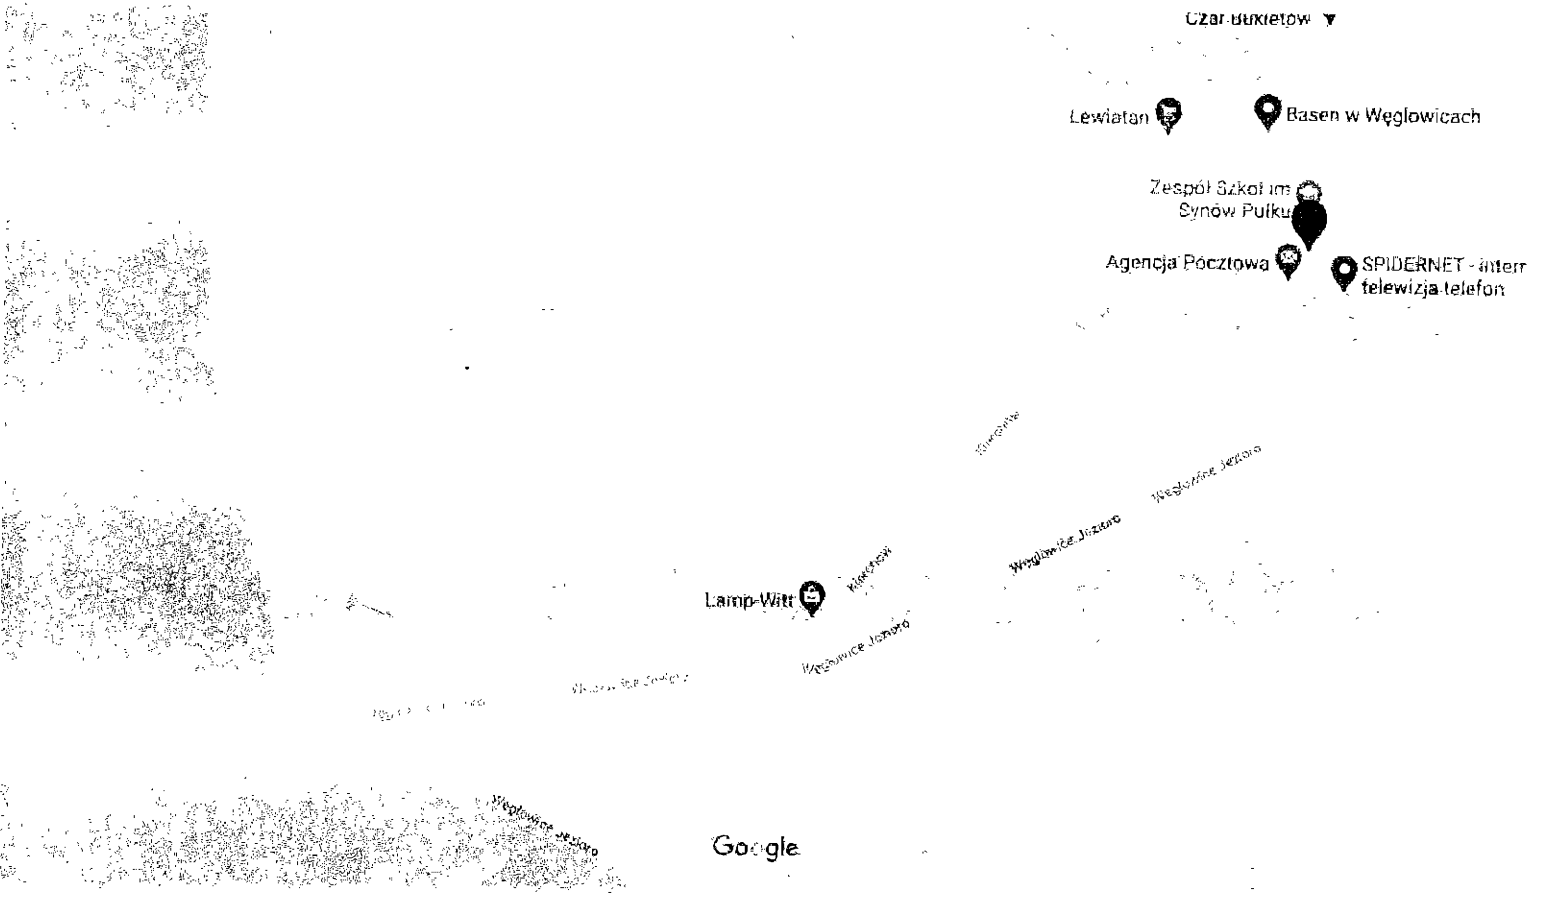 Czar Bukietów
Lewiatan
Basen w Węglowicach
Zespół Szkół im
Synów Pułku
Agencja Pocztowa
SPIDERNET - intern
telewizja telefon
Węglowice Jezioro
Węglowice Jezioro
Lamp-Witt
Węglowice Jezioro
Węglowice Jezioro
Google